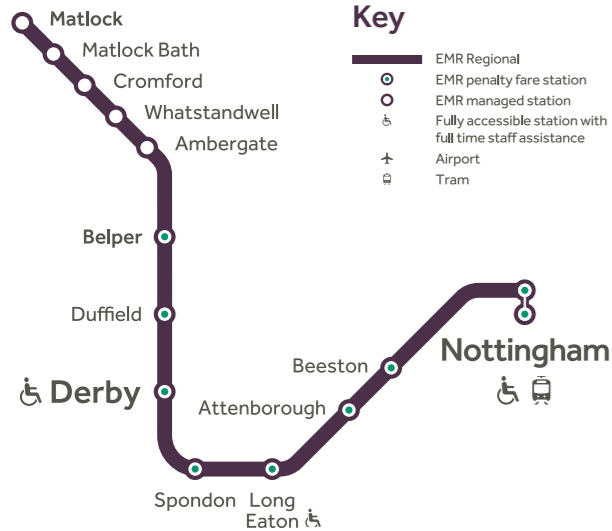 Matlock
Matlock Bath
Cromford
Whatstandwell
Ambergate
Belper
Duffield
Derby
Spondon
Long
Eaton
Attenborough
Beeston
Nottingham
Key
EMR Regional
EMR penalty fare station
EMR managed station
Fully accessible station with
full time staff assistance
Airport
Tram